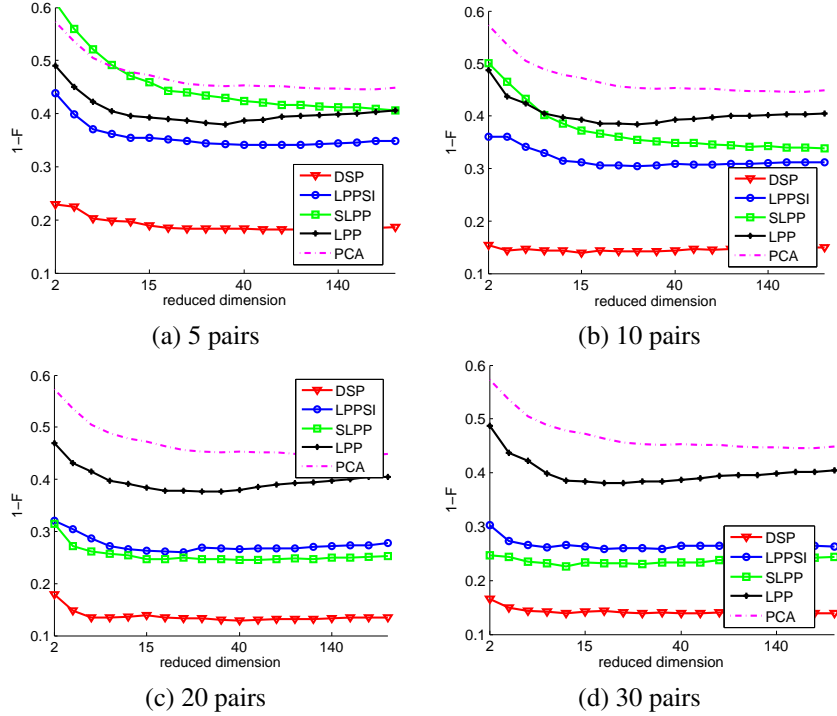 0.6
0.5
0.4
0.3
0.2
0.1
1−F
2
15
40
140
reduced dimension
DSP
LPPSI
SLPP
LPP
PCA
(a) 5 pairs
0.6
0.5
0.4
0.3
0.2
0.1
1−F
2
15
40
140
reduced dimension
DSP
LPPSI
SLPP
LPP
PCA
(b) 10 pairs
0.6
0.5
0.4
0.3
0.2
0.1
1−F
2
15
40
140
reduced dimension
DSP
LPPSI
SLPP
LPP
PCA
(c) 20 pairs
0.6
0.5
0.4
0.3
0.2
0.1
1−F
2
15
40
140
reduced dimension
DSP
LPPSI
SLPP
LPP
PCA
(d) 30 pairs